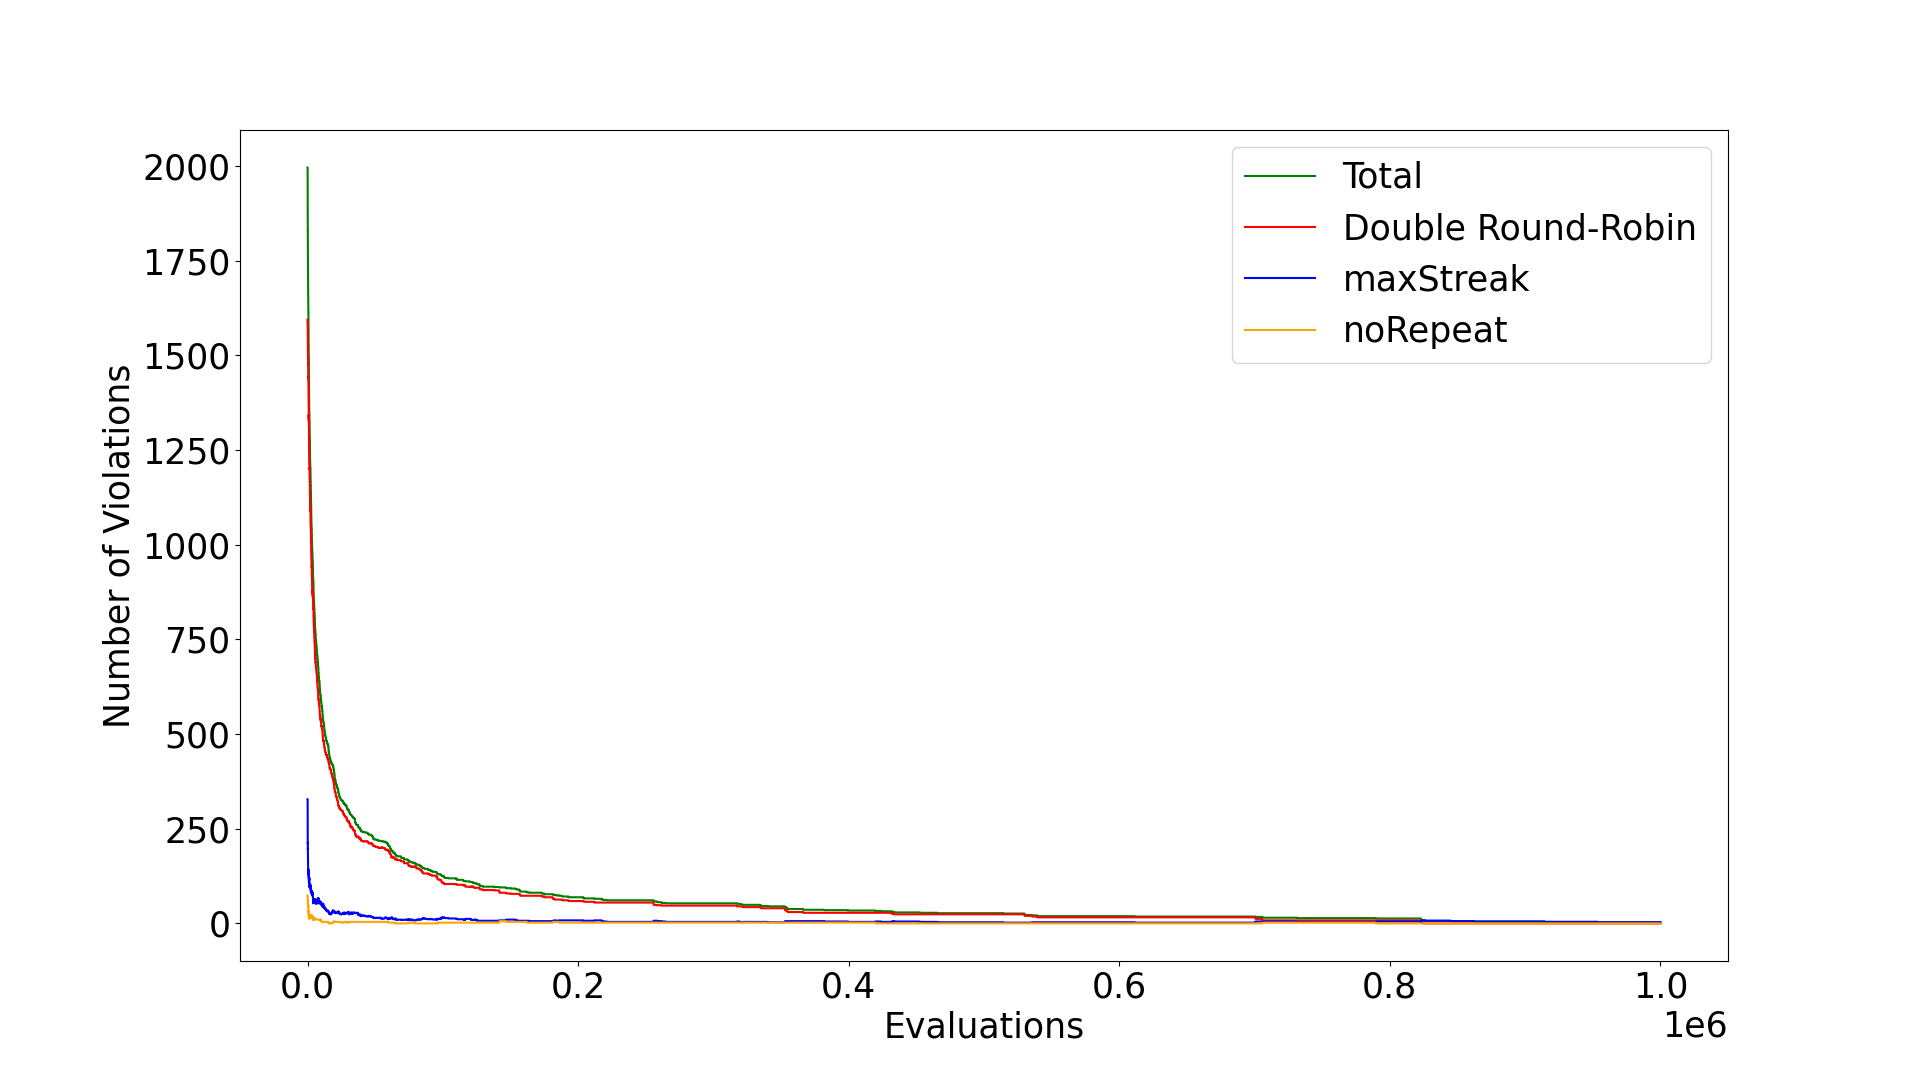 Number of Violations
2000
1750
1500
1250
1000
750
500
250
0
Total
Double Round-Robin
maxStreak
noRepeat
0.0
0.2
0.4
0.6
0.8
1.0
Evaluations
1e6